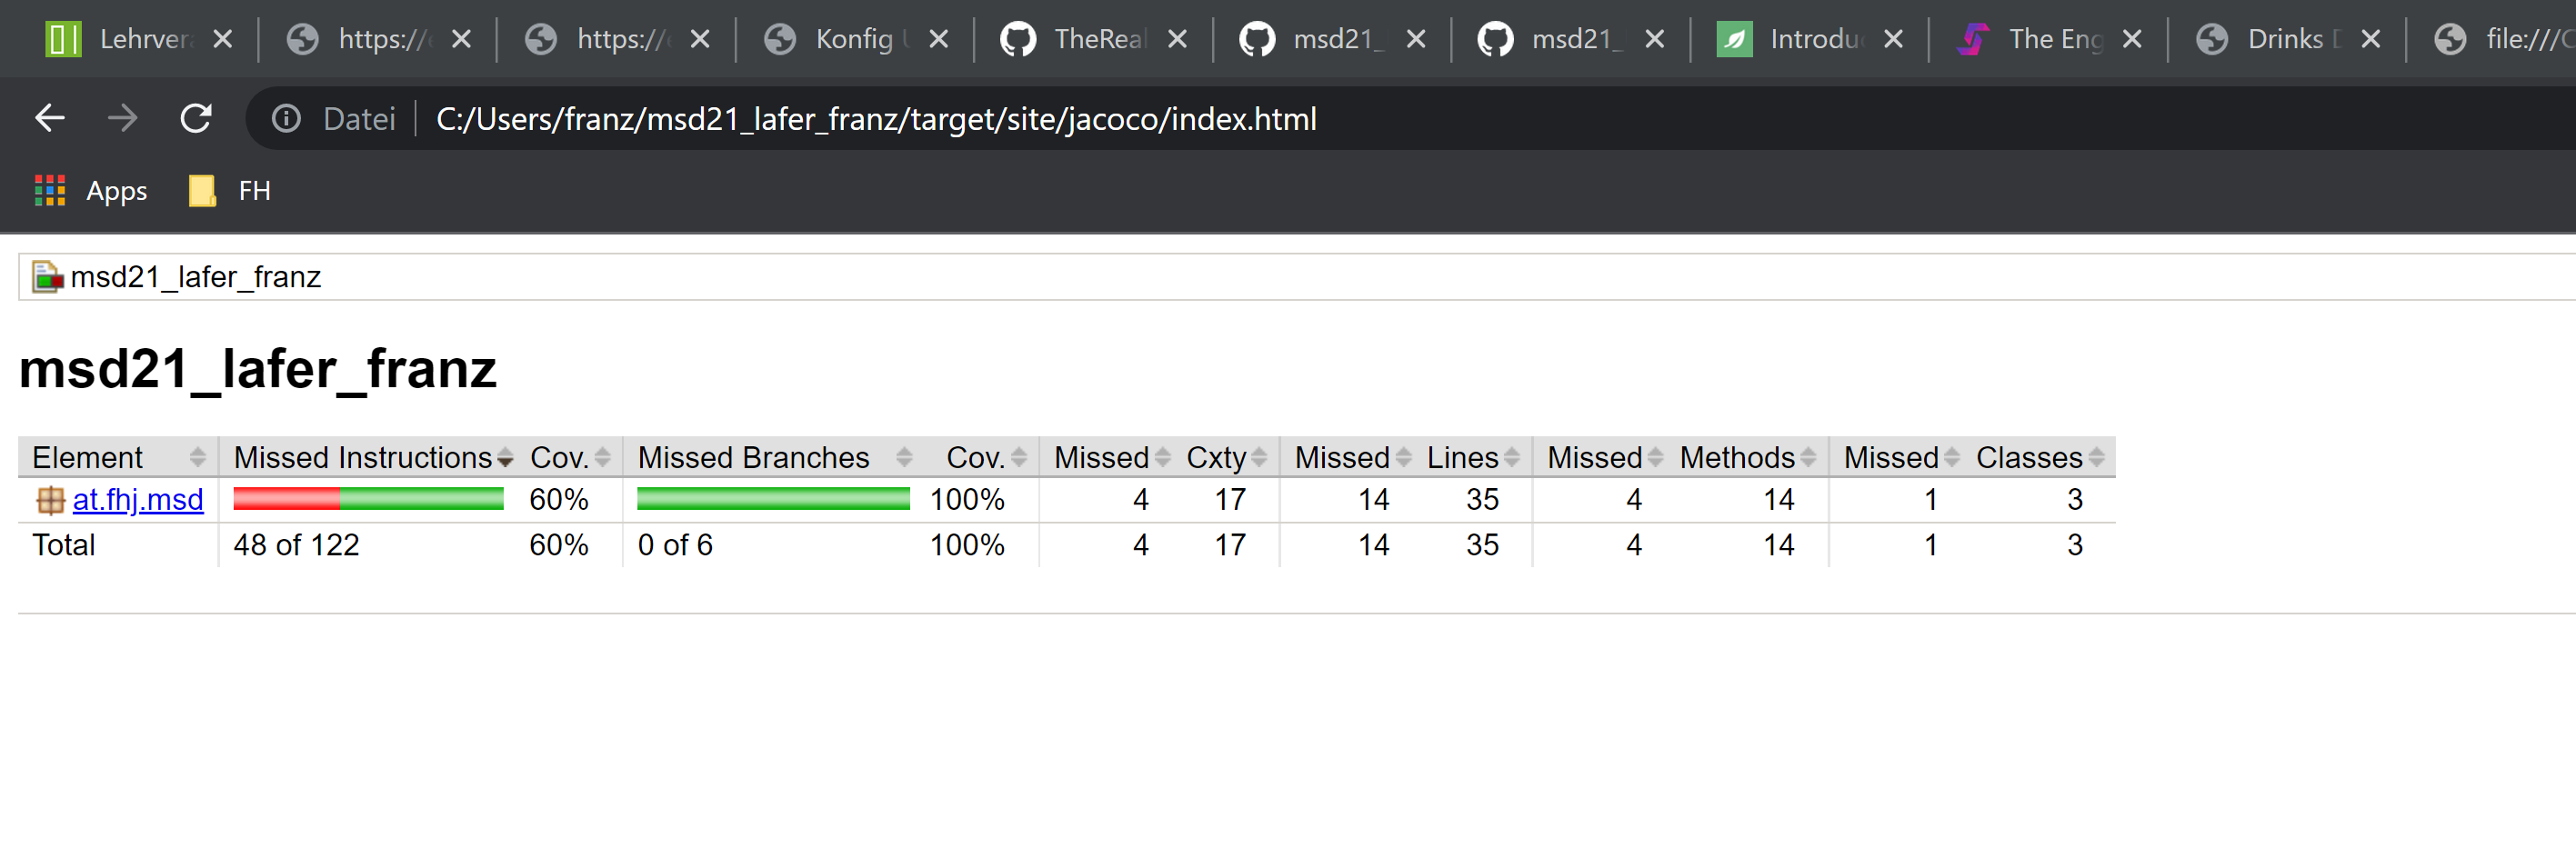 Lehrver https:// https:// Konfig TheReal msd21_ msd21_ Introdu The Eng Drinks file:///C
Datei C:/Users/franz/msd21_lafer_franz/target/site/jacoco/index.html
Apps FH
msd21_lafer_franz
msd21_lafer_franz
Element Missed Instructions Cov. Missed Branches Cov. Missed Cxty Missed Lines Missed Methods Missed Classes
at.fhj.msd 60% 100% 4 17 14 35 4 14 1 3
Total 48 of 122 60% 0 of 6 100% 4 17 14 35 4 14 1 3